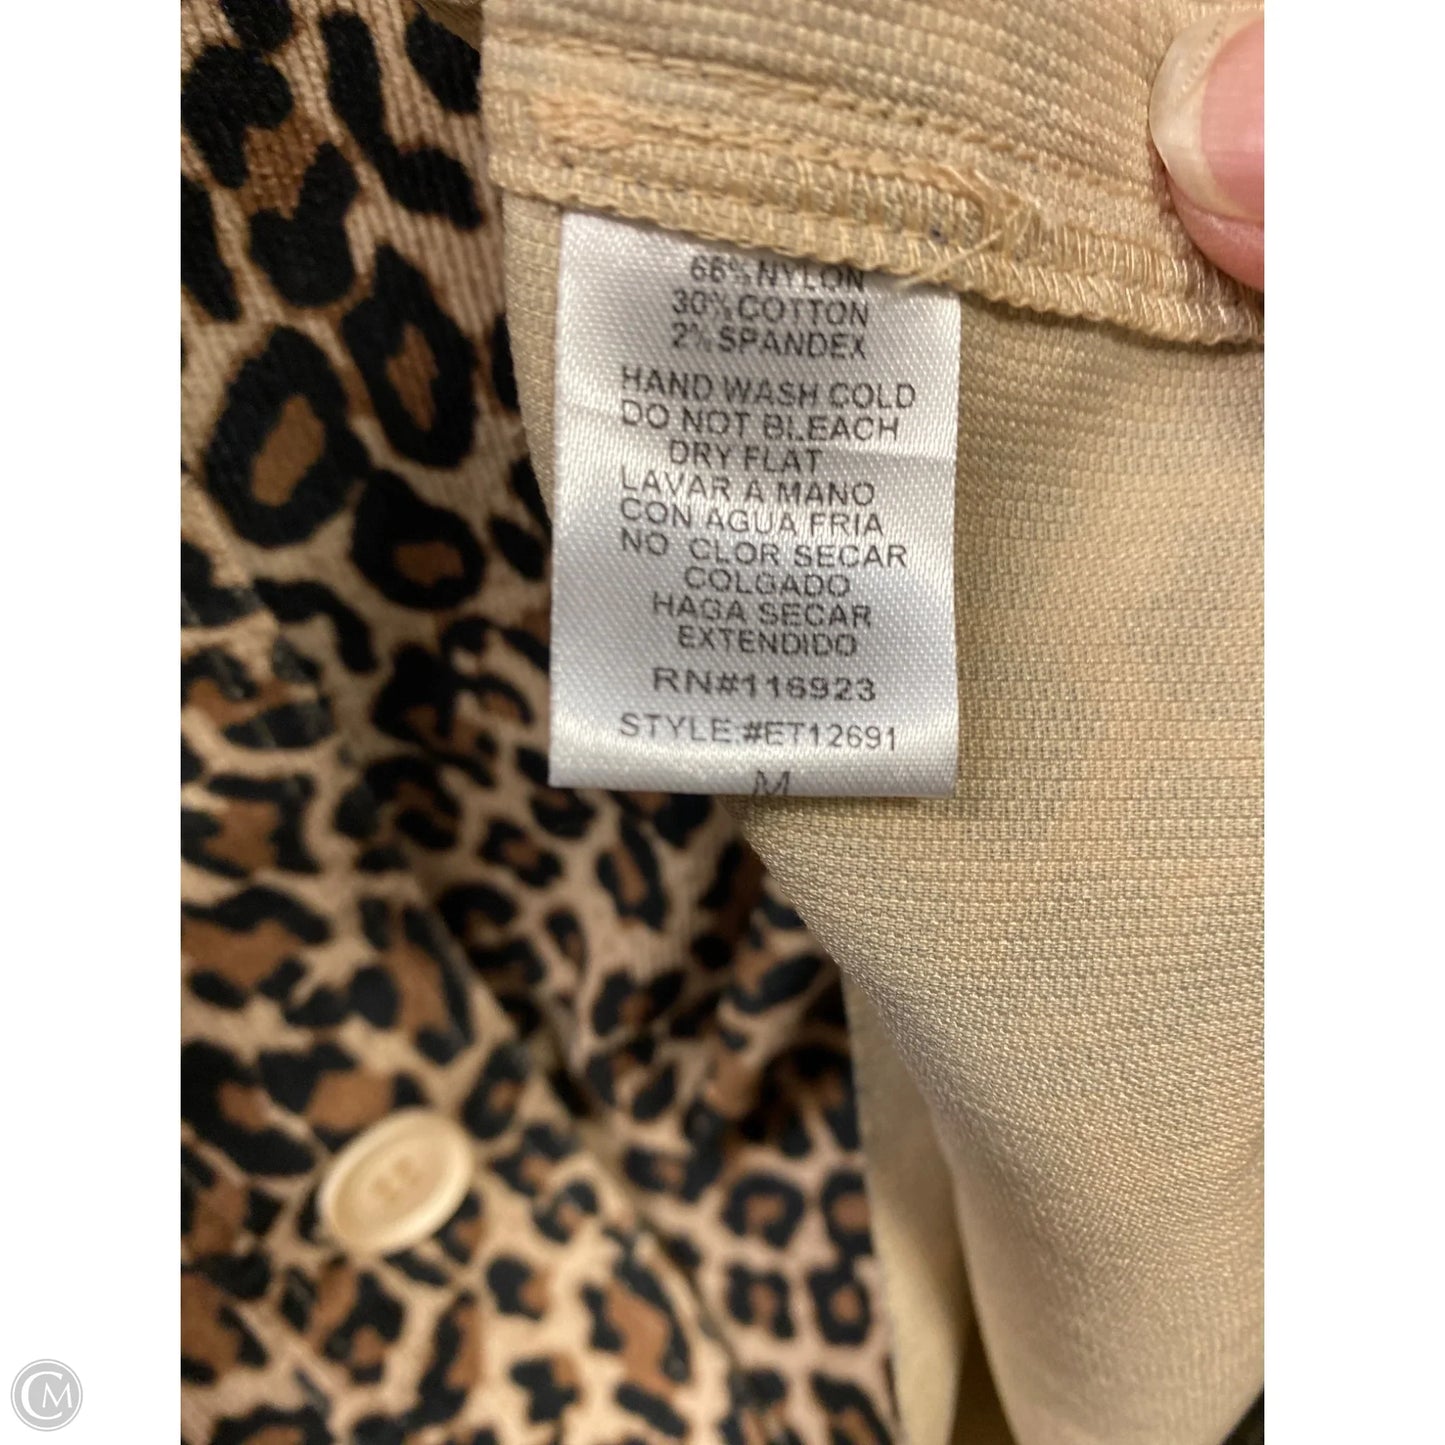 66% NYLON
30% COTTON
2% SPANDEX
HAND WASH COLD
DO NOT BLEACH
DRY FLAT
LAVAR A MANO
CON AGUA FRIA
NO CLOR SECAR
COLGADO
HAGA SECAR
EXTENDIDO
RN#116923
STYLE:#ET12691
M
CM